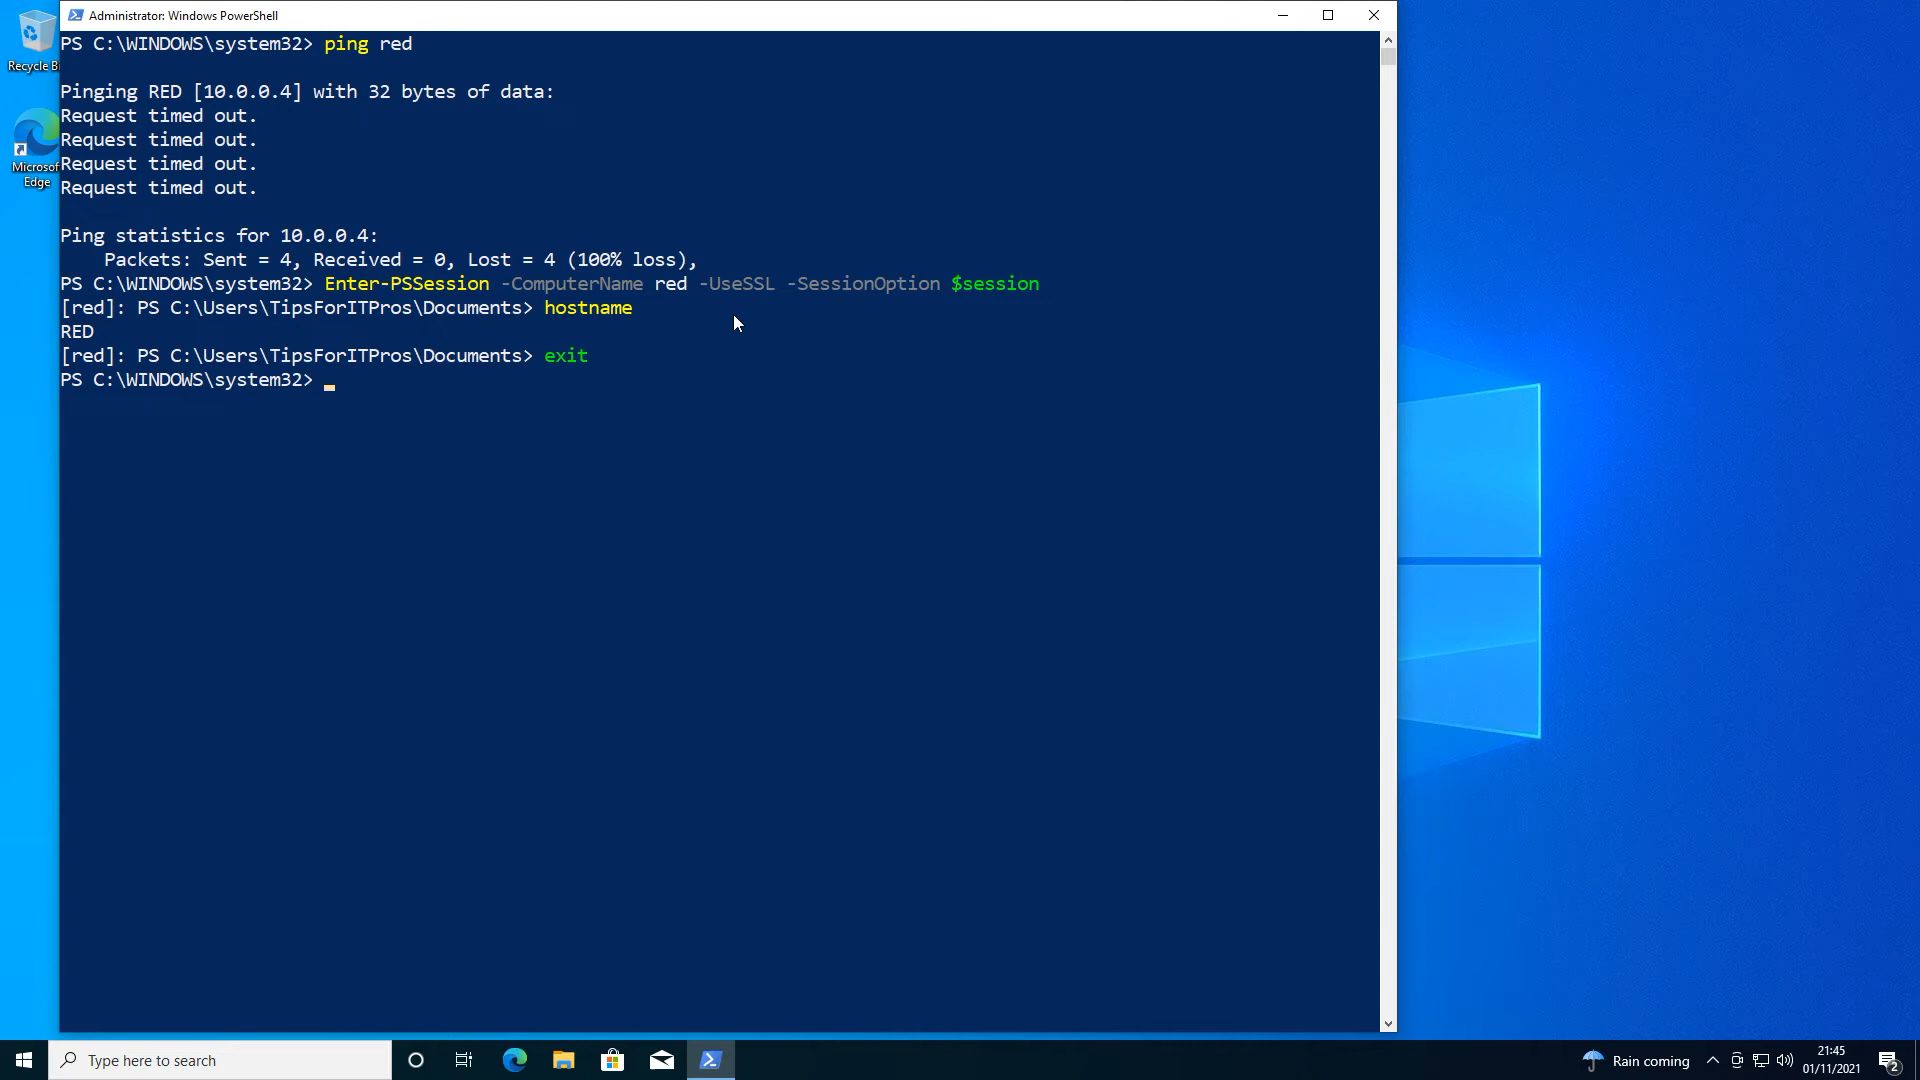 Administrator: Windows PowerShell
PS C:\WINDOWS\system32> ping red
Pinging RED [10.0.0.4] with 32 bytes of data:
Request timed out.
Request timed out.
Request timed out.
Request timed out.
Ping statistics for 10.0.0.4:
    Packets: Sent = 4, Received = 0, Lost = 4 (100% loss),
PS C:\WINDOWS\system32> Enter-PSSession -ComputerName red -UseSSL -SessionOption $session
[red]: PS C:\Users\TipsForITPros\Documents> hostname
RED
[red]: PS C:\Users\TipsForITPros\Documents> exit
PS C:\WINDOWS\system32>
Recycle B
Microsof
Edge
Type here to search
Rain coming
21:45
01/11/2021
2